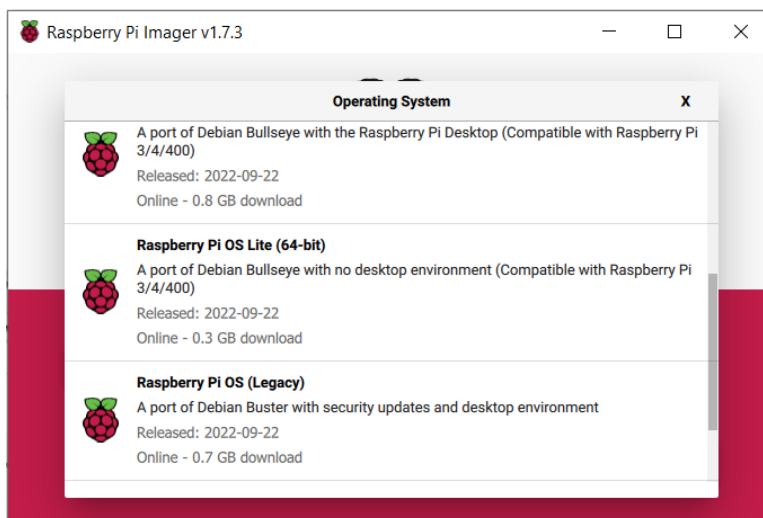 Raspberry Pi Imager v1.7.3
Operating System
X
A port of Debian Bullseye with the Raspberry Pi Desktop (Compatible with Raspberry Pi
3/4/400)
Released: 2022-09-22
Online - 0.8 GB download
Raspberry Pi OS Lite (64-bit)
A port of Debian Bullseye with no desktop environment (Compatible with Raspberry Pi
3/4/400)
Released: 2022-09-22
Online - 0.3 GB download
Raspberry Pi OS (Legacy)
A port of Debian Buster with security updates and desktop environment
Released: 2022-09-22
Online - 0.7 GB download